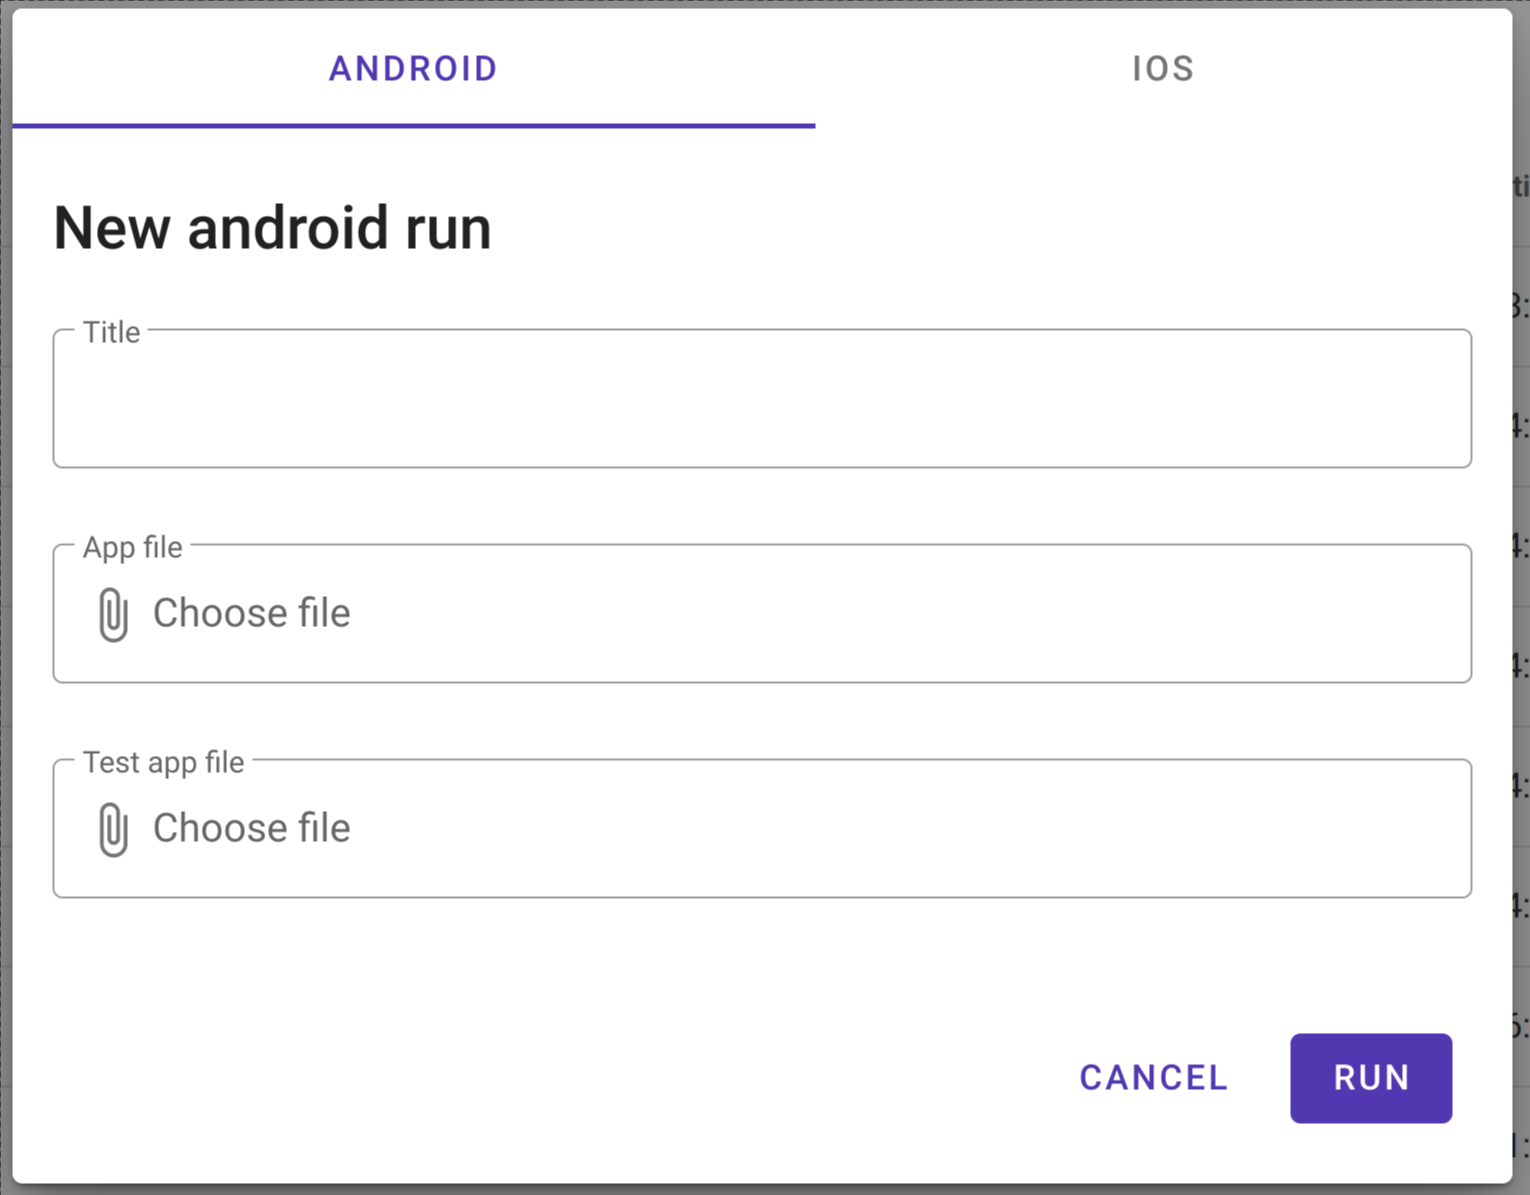 ANDROID
IOS
New android run
Title
App file
Choose file
Test app file
Choose file
CANCEL
RUN